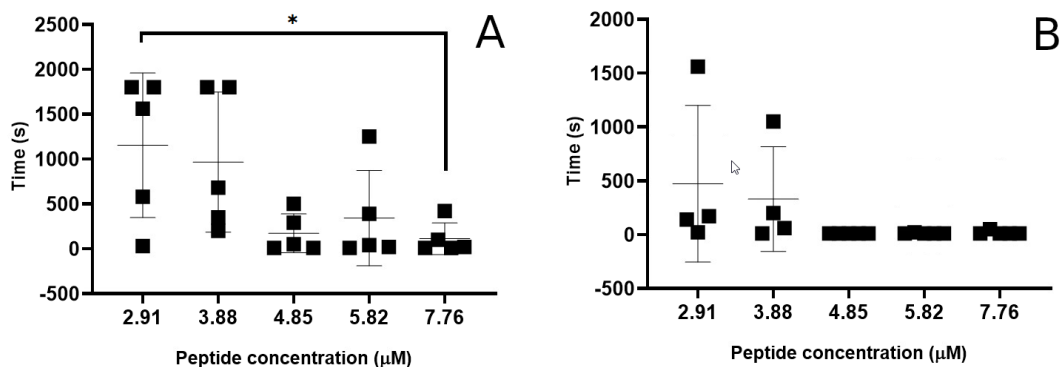 A
*
Time (s)
2500
2000
1500
1000
500
0
-500
2.91 3.88 4.85 5.82 7.76
Peptide concentration (μM)
B
Time (s)
2000
1500
1000
500
0
-500
2.91 3.88 4.85 5.82 7.76
Peptide concentration (μM)